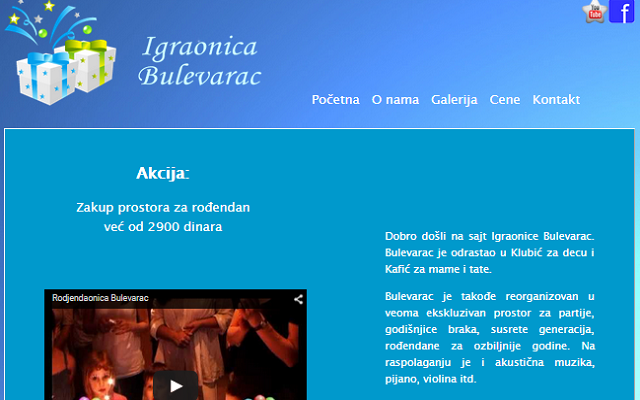 You
Tube
f
Igraonica
Bulevarac
Početna O nama Galerija Cene Kontakt
Akcija:
Zakup prostora za rođendan
već od 2900 dinara
Rodjendaonica Bulevarac
Dobro došli na sajt Igraonice Bulevarac.
Bulevarac je odrastao u Klubić za decu i
Kafić za mame i tate.
Bulevarac je takođe reorganizovan u
veoma ekskluzivan prostor za partije,
godišnjice braka, susrete generacija,
rođendane za ozbiljnije godine. Na
raspolaganju je i akustična muzika,
pijano, violina itd.